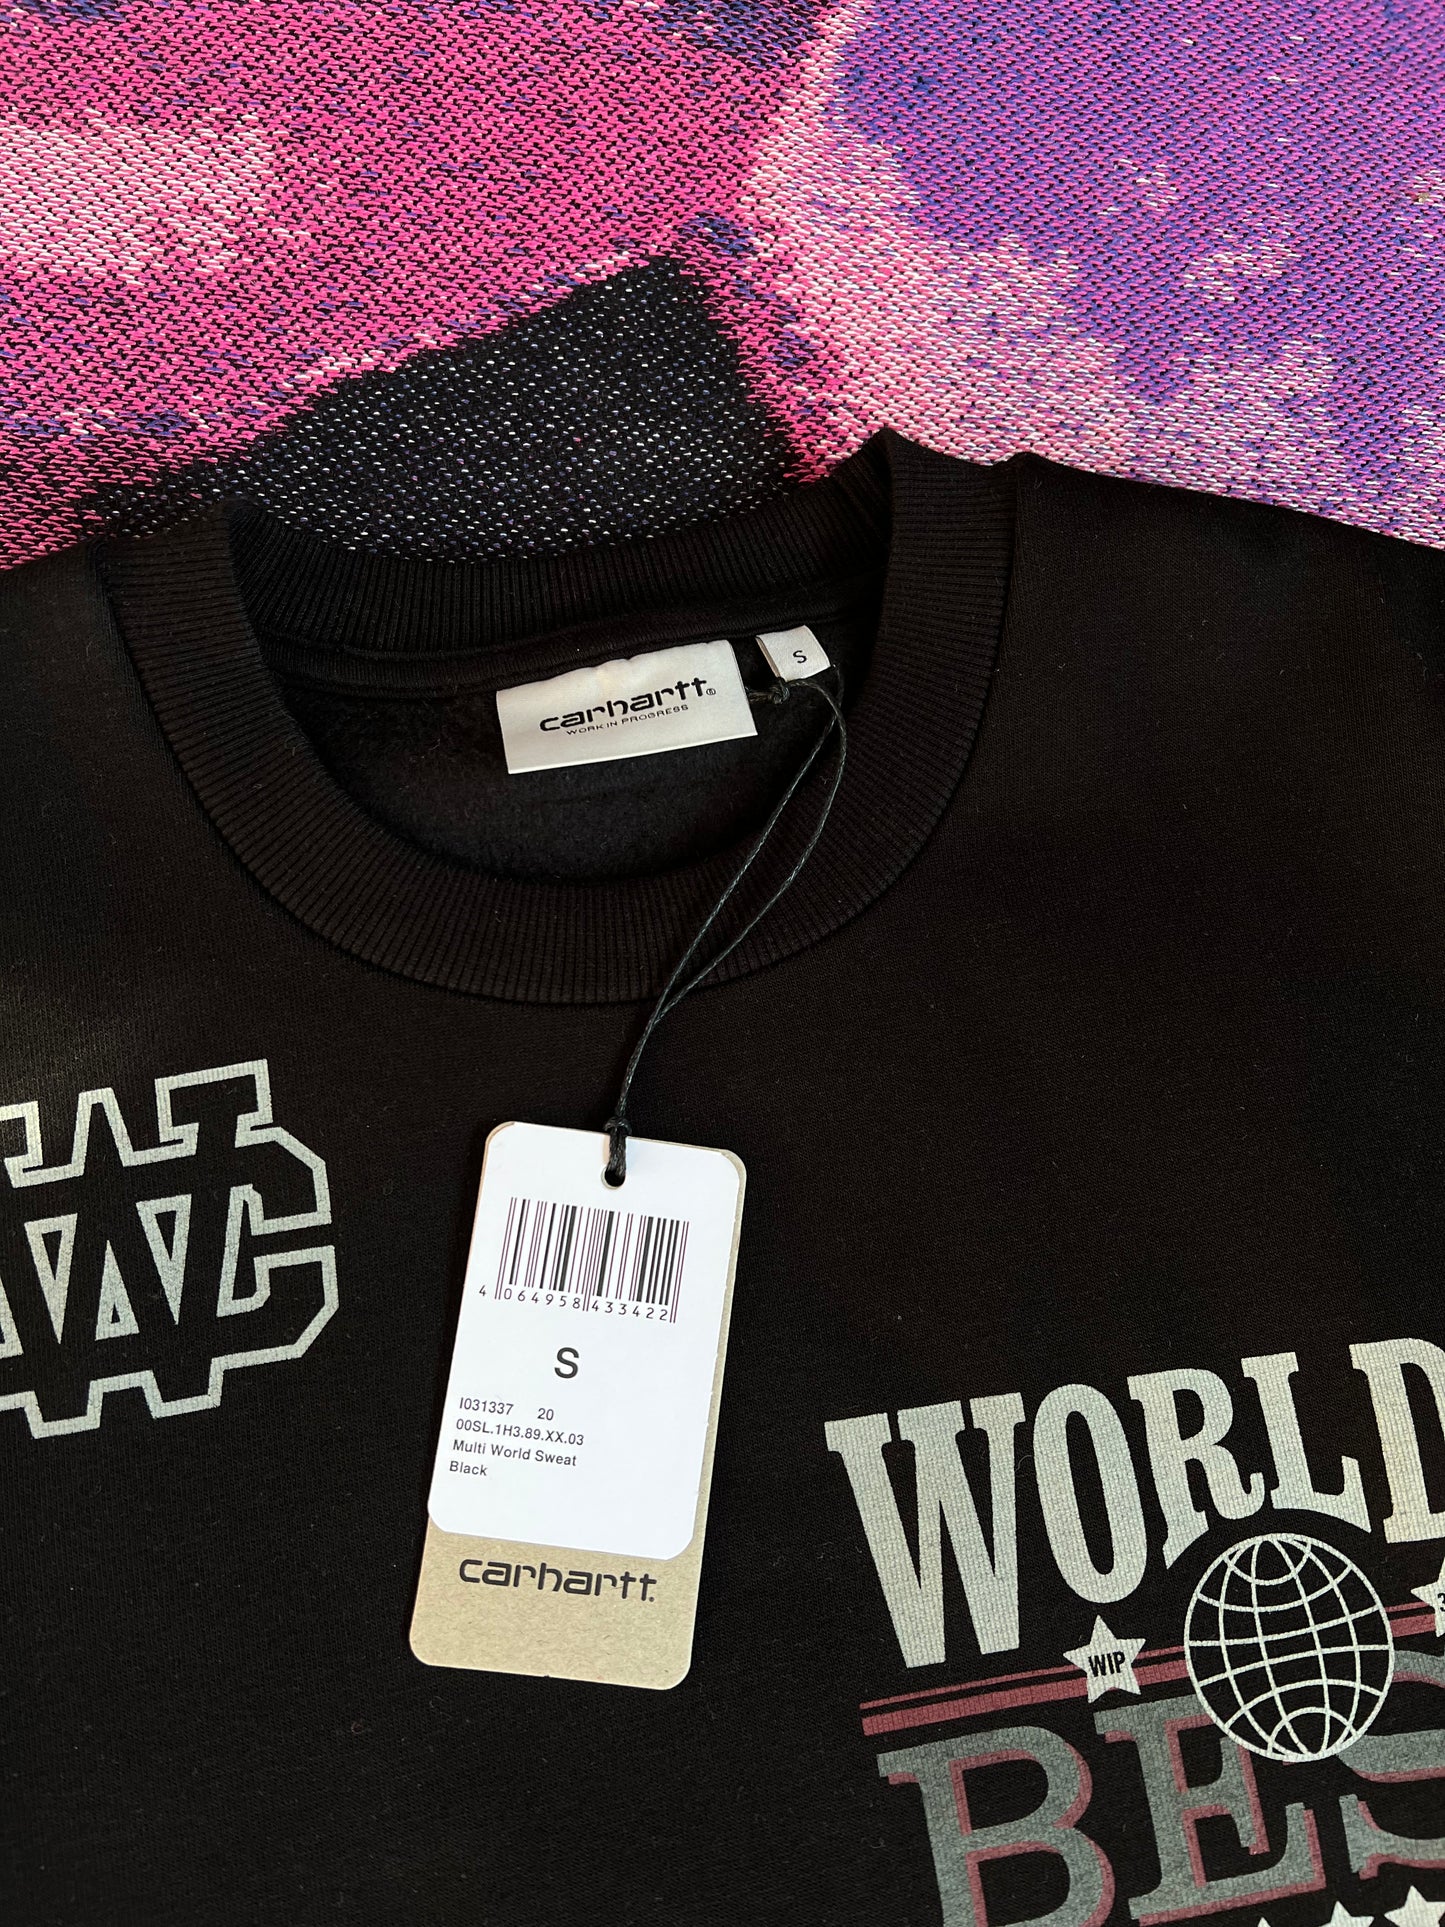 carhartt®
WORK IN PROGRESS
S
4 064958 433422
S
I031337 20
00SL.1H3.89.XX.03
Multi World Sweat
Black
carhartt.
WORLD
WIP
BES